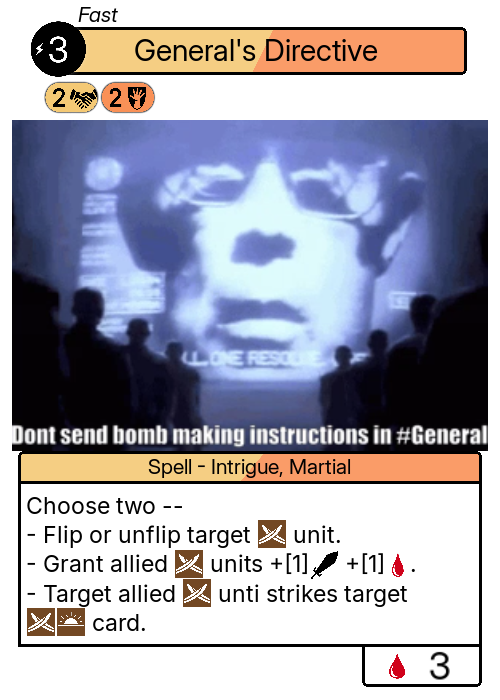 Fast
3
General's Directive
2 2
L. ONE RESOLVE
Dont send bomb making instructions in #General
Spell - Intrigue, Martial
Choose two --
- Flip or unflip target unit.
- Grant allied units +[1] +[1] .
- Target allied unti strikes target
card.
3